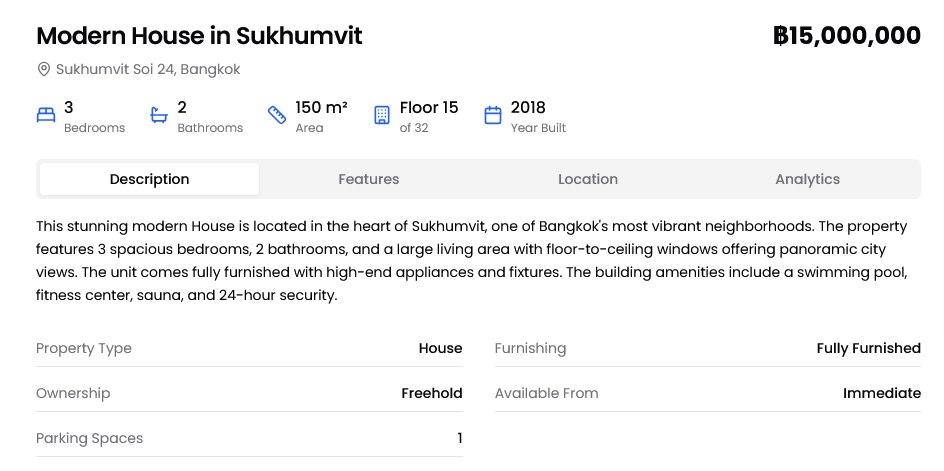 Modern House in Sukhumvit
฿15,000,000
Sukhumvit Soi 24, Bangkok
3
Bedrooms
2
Bathrooms
150 m²
Area
Floor 15
of 32
2018
Year Built
Description
Features
Location
Analytics
This stunning modern House is located in the heart of Sukhumvit, one of Bangkok's most vibrant neighborhoods. The property
features 3 spacious bedrooms, 2 bathrooms, and a large living area with floor-to-ceiling windows offering panoramic city
views. The unit comes fully furnished with high-end appliances and fixtures. The building amenities include a swimming pool,
fitness center, sauna, and 24-hour security.
Property Type House
Furnishing Fully Furnished
Ownership Freehold
Available From Immediate
Parking Spaces 1